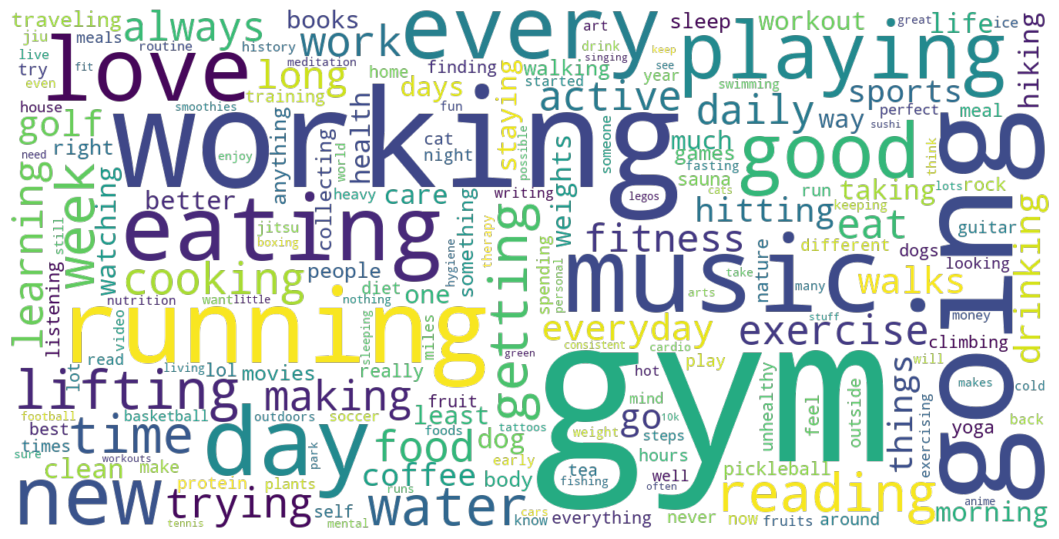 traveling
always
books
work
every
art
sleep
workout
great
life
ice
jiu
meals
routine
history
drink
keep
playing
hiking
live
love
meditation
finding
singing
walking
see
try
fit
long
home
started
year
swimming
sports
even
training
days
staying
active
daily
way
perfect
meal
house
smoothies
fun
working
golf
right
anything
collecting
health
cat
night
possible
someone
much
games
good
sushi
need
enjoy
world
fasting
think
week
better
heavy
care
writing
legos
sauna
cats
run
taking
lots
rock
learning
watching
still
eating
jitsu
boxing
something
weights
hitting
keeping
eat
guitar
going
drinking
hygiene
therapy
getting
spending
personal
fitness
different
dogs
looking
cooking
people
music
nature
walks
listening
nutrition
want
little
diet
one
take
many
arts
stuff
money
read
video
running
nothing
sleeping
miles
green
everyday
exercise
climbing
lot
living
lol
movies
really
consistent
cardio
play
will
makes
cold
lifting
making
fruit
hot
gym
unhealthy
feel
outside
things
exercising
yoga
back
football
basketball
outdoors
soccer
least
tattoos
weight
mind
go
10k
best
times
time
day
park
foods
food
dog
steps
sure
workouts
early
hours
pickleball
clean
make
coffee
body
tea
fishing
well
often
reading
anime
new
protein
plants
trying
self
runs
water
cars
know
everything
never
now
fruits
around
morning
tennis
mental